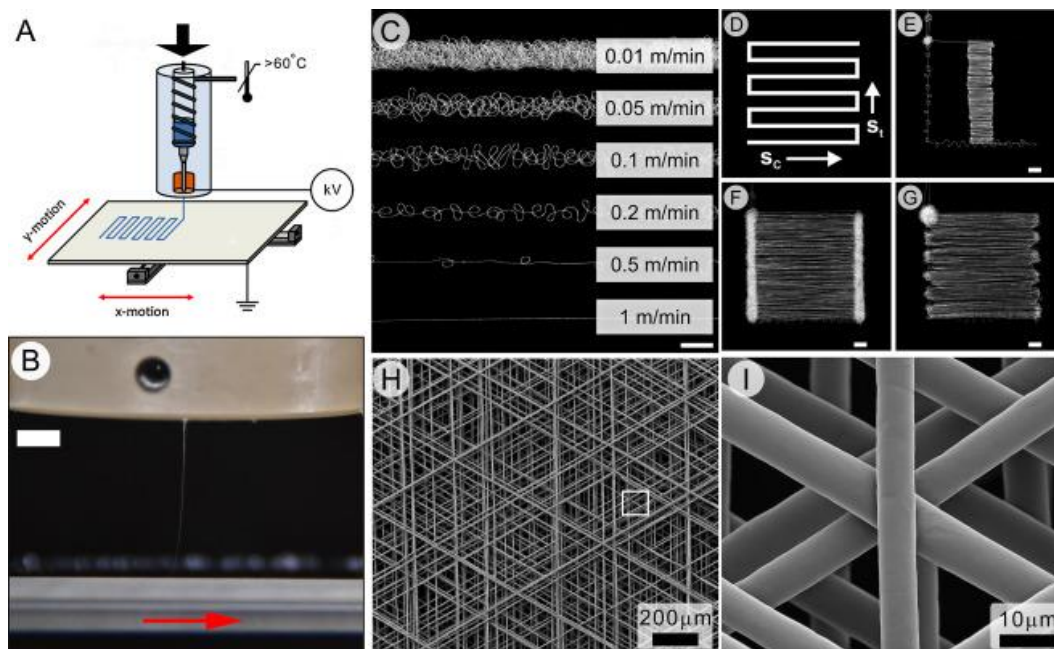 A
>60°C
kV
y-motion
x-motion
B
C
0.01 m/min
0.05 m/min
0.1 m/min
0.2 m/min
0.5 m/min
1 m/min
D
St
Sc
E
F
G
H
200μm
I
10μm